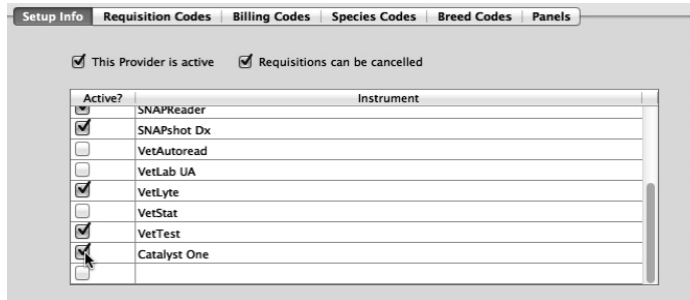 Setup Info Requisition Codes Billing Codes Species Codes Breed Codes Panels
This Provider is active Requisitions can be cancelled
Active? Instrument
SNAPReader
SNAPshot Dx
VetAutoread
VetLab UA
VetLyte
VetStat
VetTest
Catalyst One